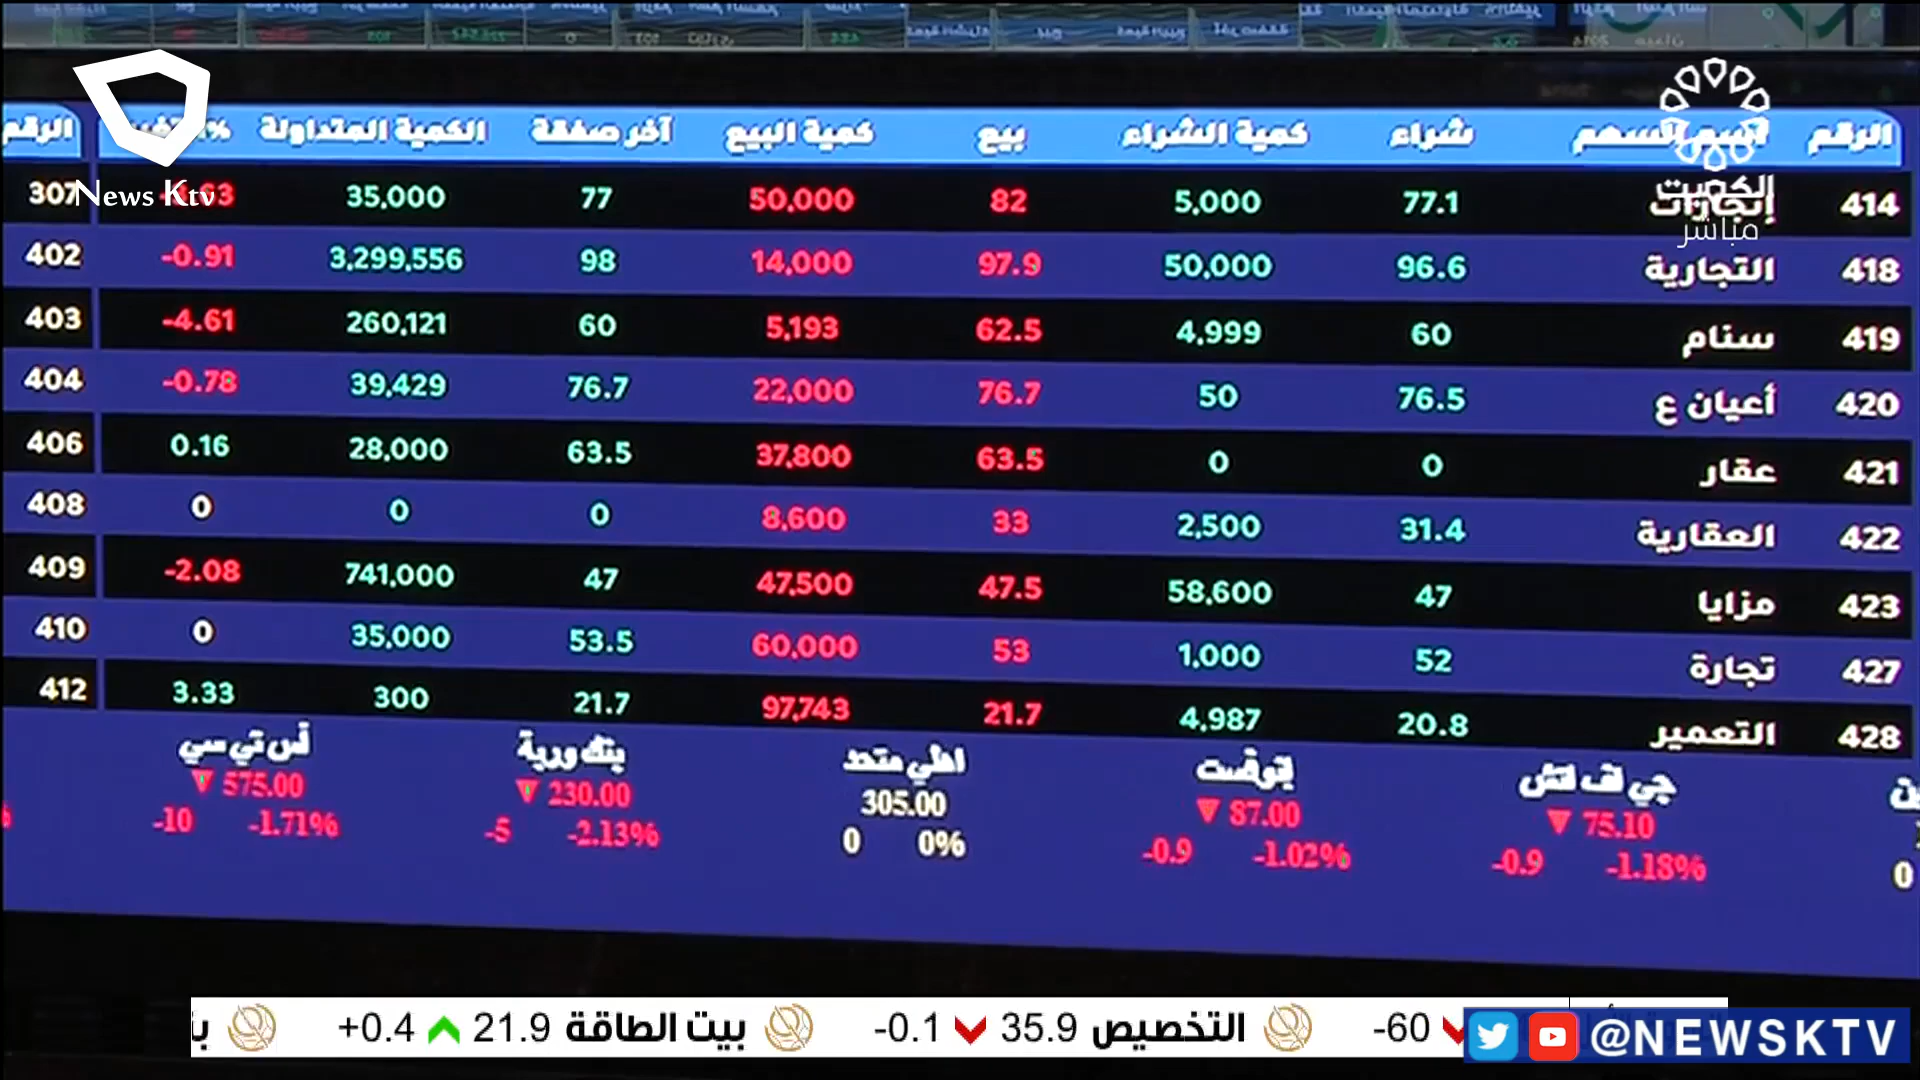 News Ktv
الكويت
مباشر
الرقم اسم السهم شراء كمية الشراء بيع كمية البيع آخر صفقة الكمية المتداولة % الرقم
414 إنجازات 77.1 5,000 82 50,000 77 35,000 307
418 التجارية 96.6 50,000 97.9 14,000 98 3,299,556 -0.91 402
419 سنام 60 4,999 62.5 5,193 60 260,121 -4.61 403
420 أعيان ع 76.5 50 76.7 22,000 76.7 39,429 -0.78 404
421 عقار 0 0 63.5 37,800 63.5 28,000 0.16 406
422 العقارية 31.4 2,500 33 8,600 0 0 0 408
423 مزايا 47 58,600 47.5 47,500 47 741,000 -2.08 409
427 تجارة 52 1,000 53 60,000 53.5 35,000 0 410
428 التعمير 20.8 4,987 21.7 97,743 21.7 300 3.33 412
جي اف اتش اهلي متحد بنك وربة أس تي سي
▼ 75.10 ▼ 87.00 305.00 ▼ 230.00 ▼ 575.00
0 -0.9 -1.18% -0.9 -1.02% 0 0% -5 -2.13% -10 -1.71%
-60 التخصيص 35.9 -0.1 بيت الطاقة 21.9 +0.4
@NEWSKTV